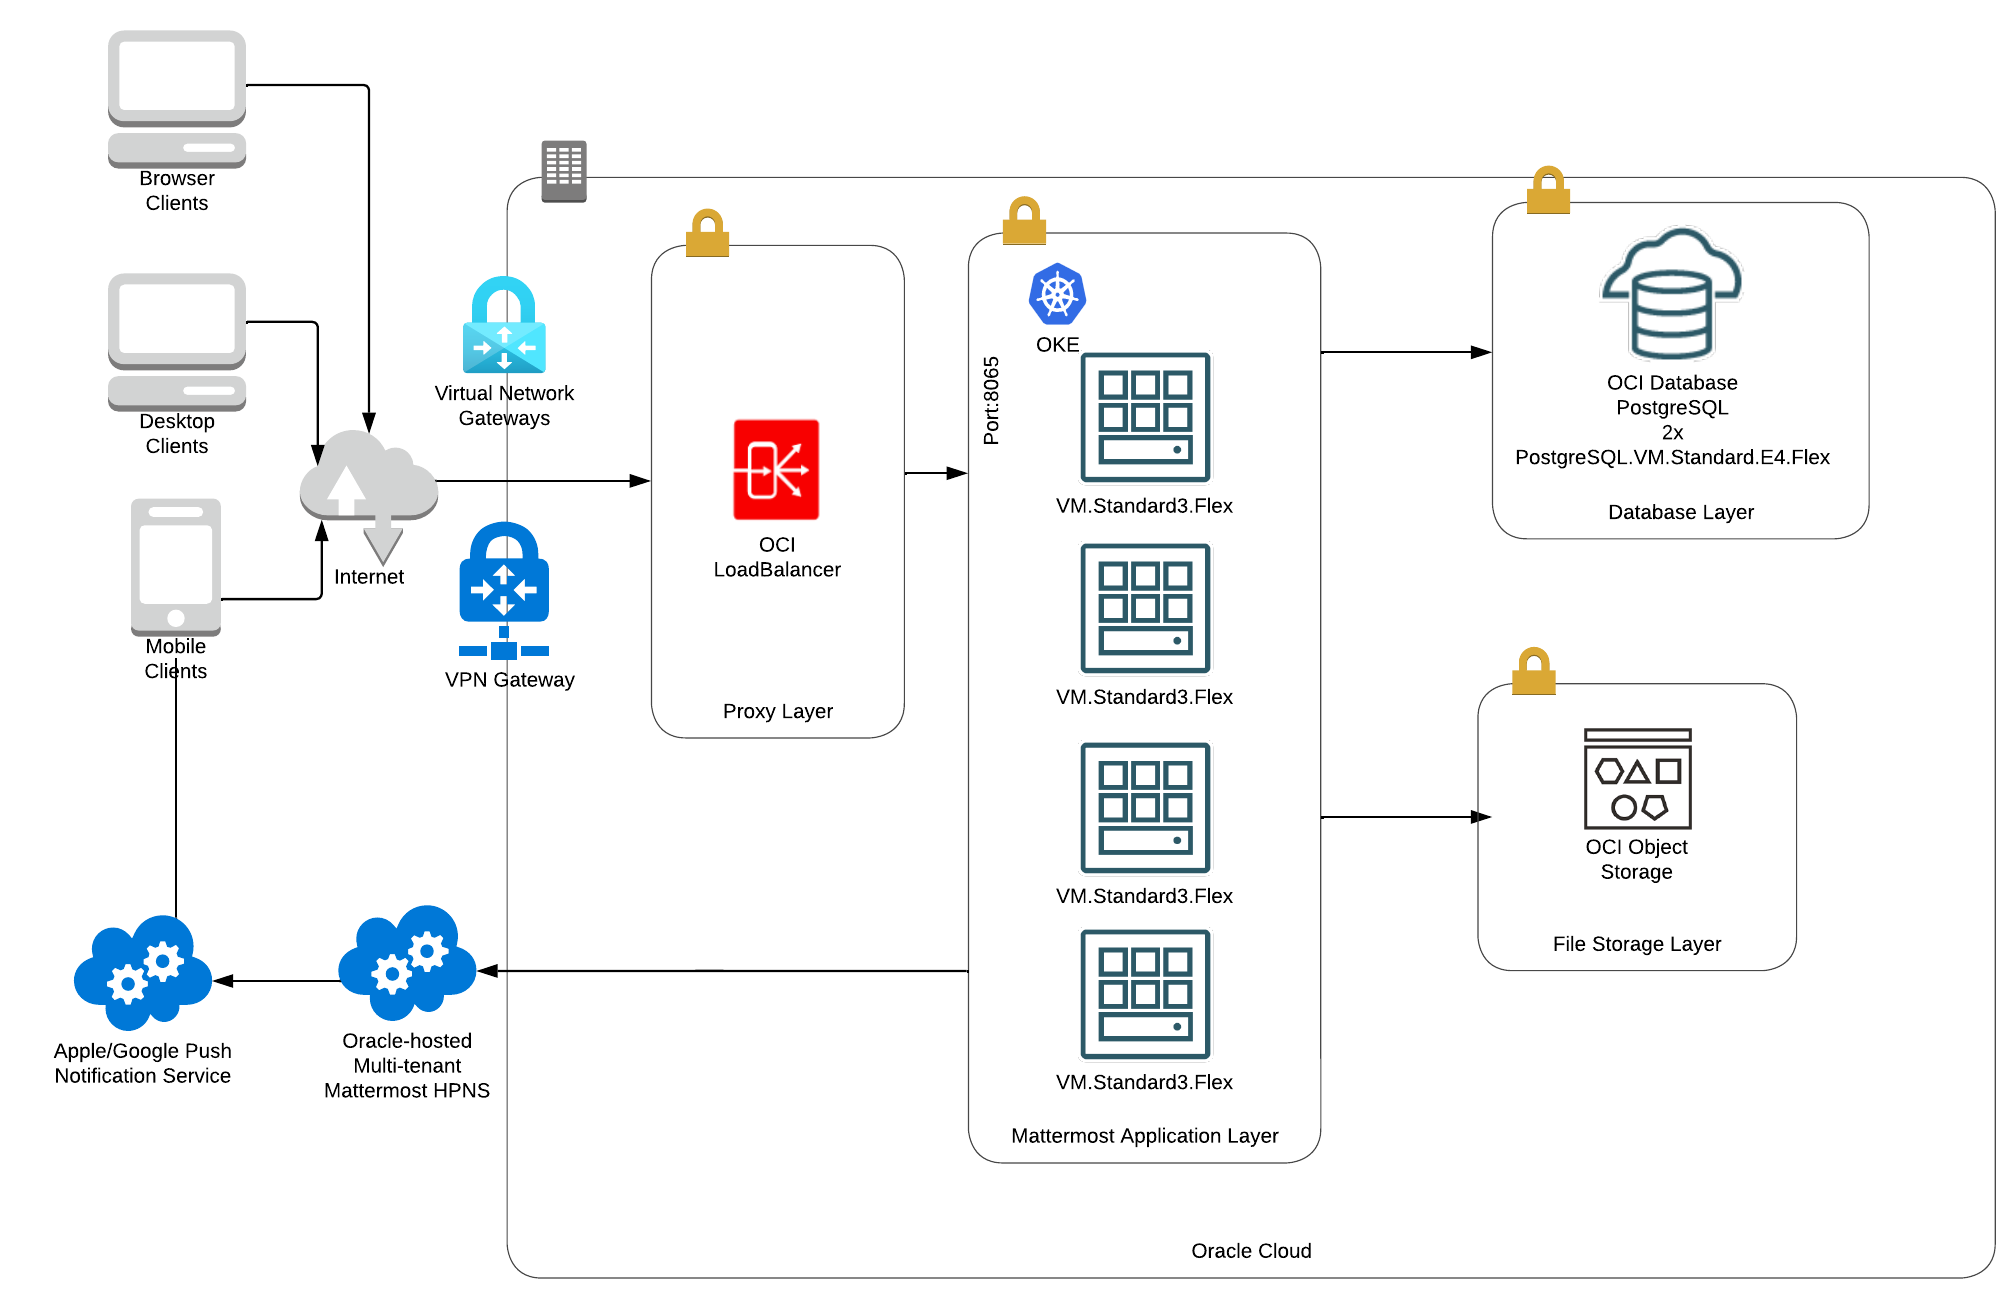 Browser
Clients
Desktop
Clients
Mobile
Clients
Internet
Virtual Network
Gateways
VPN Gateway
OCI
LoadBalancer
Proxy Layer
Port:8065
OKE
VM.Standard3.Flex
VM.Standard3.Flex
VM.Standard3.Flex
VM.Standard3.Flex
Mattermost Application Layer
OCI Database
PostgreSQL
2x
PostgreSQL.VM.Standard.E4.Flex
Database Layer
OCI Object
Storage
File Storage Layer
Apple/Google Push
Notification Service
Oracle-hosted
Multi-tenant
Mattermost HPNS
Oracle Cloud